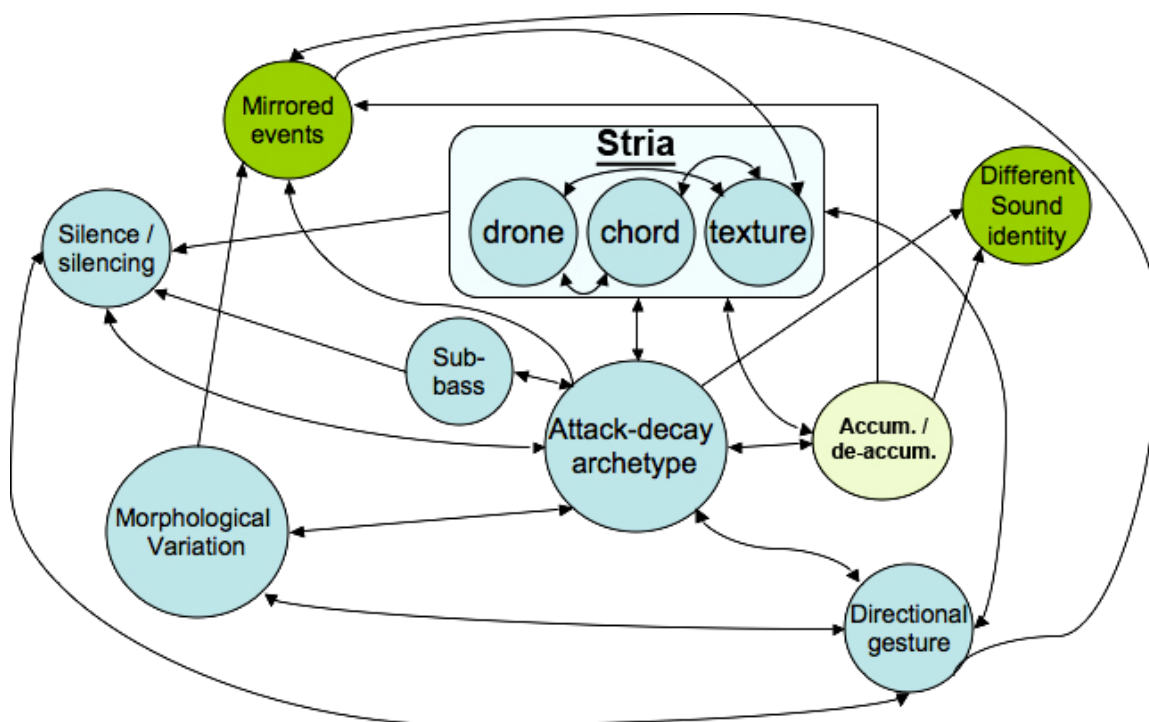 Mirrored
events
Stria
drone
chord
texture
Different
Sound
identity
Silence /
silencing
Sub-
bass
Attack-decay
archetype
Accum. /
de-accum.
Morphological
Variation
Directional
gesture